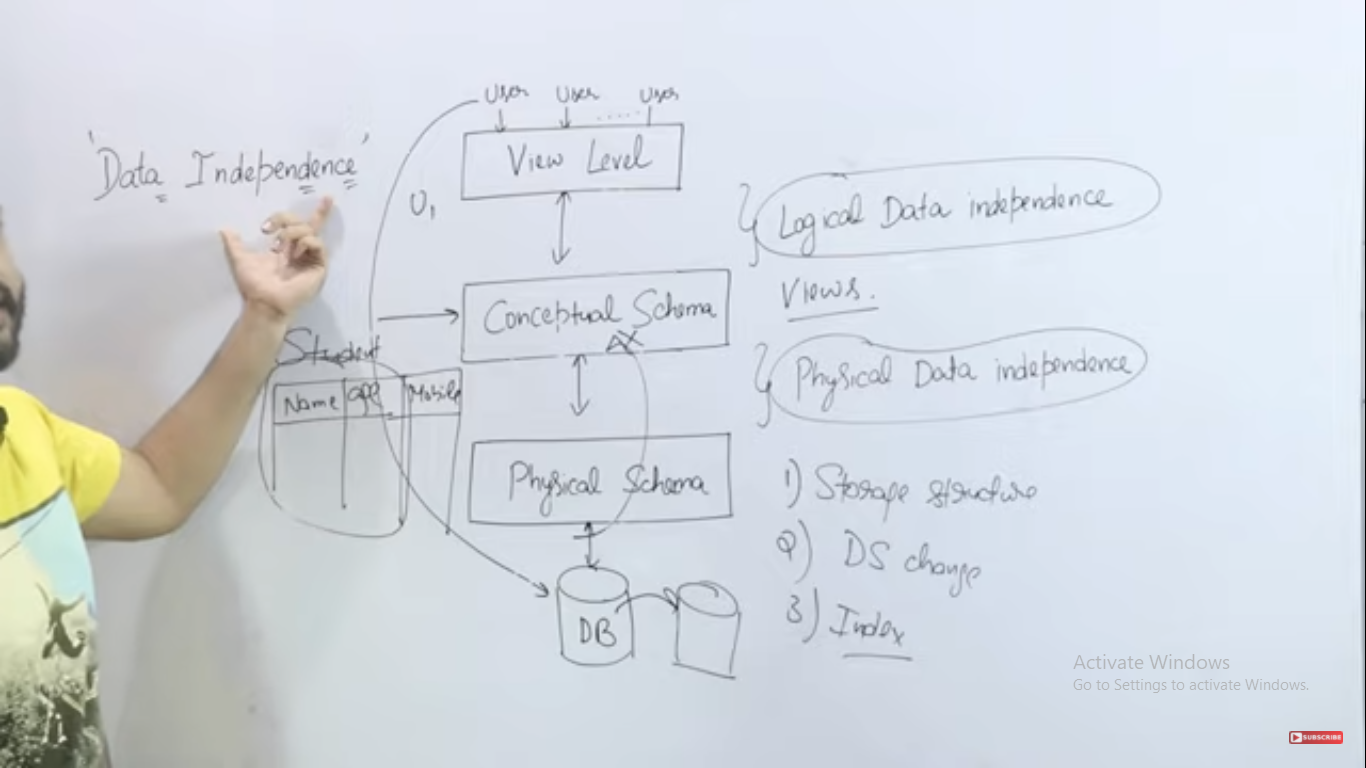 User User User
'Data Independence'
View Level
U1
Logical Data independence
Views.
Conceptual Schema
Student
Name age Mobile
Physical Data independence
Physical Schema
1) Storage structure
2) DS change
3) Index
DB
Activate Windows
Go to Settings to activate Windows.
SUBSCRIBE